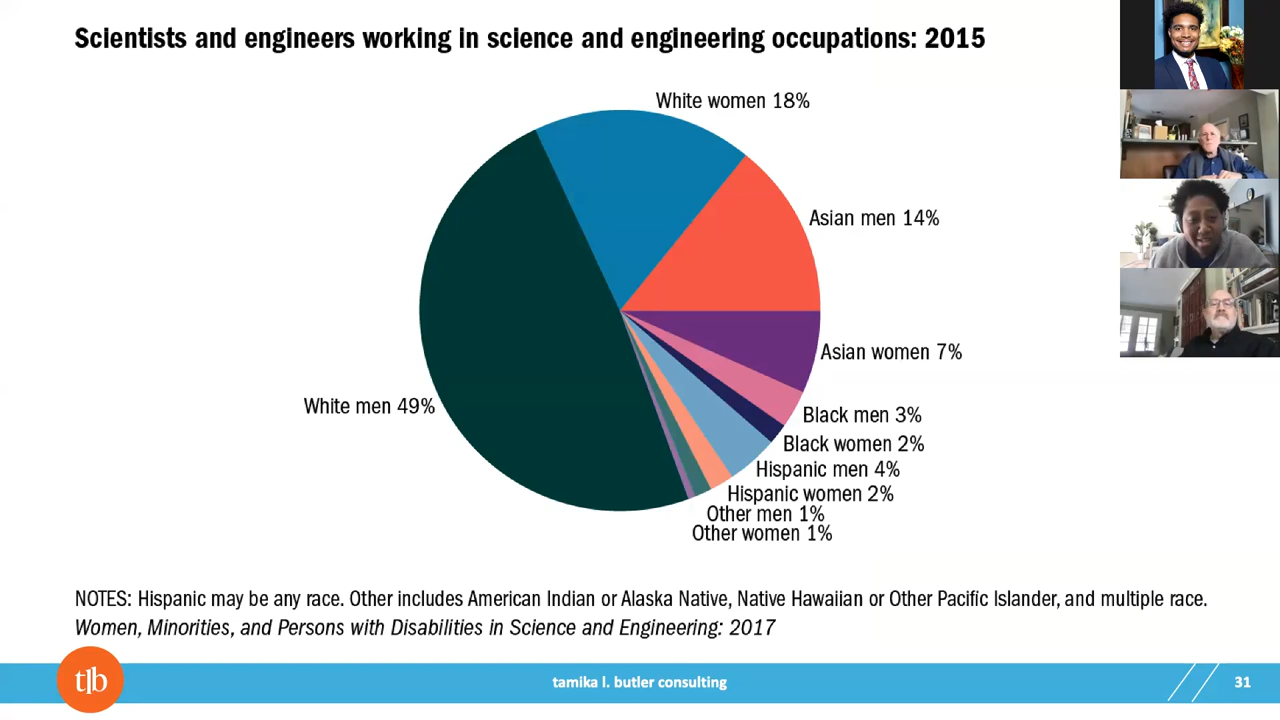 Scientists and engineers working in science and engineering occupations: 2015
White women 18%
Asian men 14%
Asian women 7%
White men 49%
Black men 3%
Black women 2%
Hispanic men 4%
Hispanic women 2%
Other men 1%
Other women 1%
NOTES: Hispanic may be any race. Other includes American Indian or Alaska Native, Native Hawaiian or Other Pacific Islander, and multiple race.
Women, Minorities, and Persons with Disabilities in Science and Engineering: 2017
tlb
tamika l. butler consulting
31